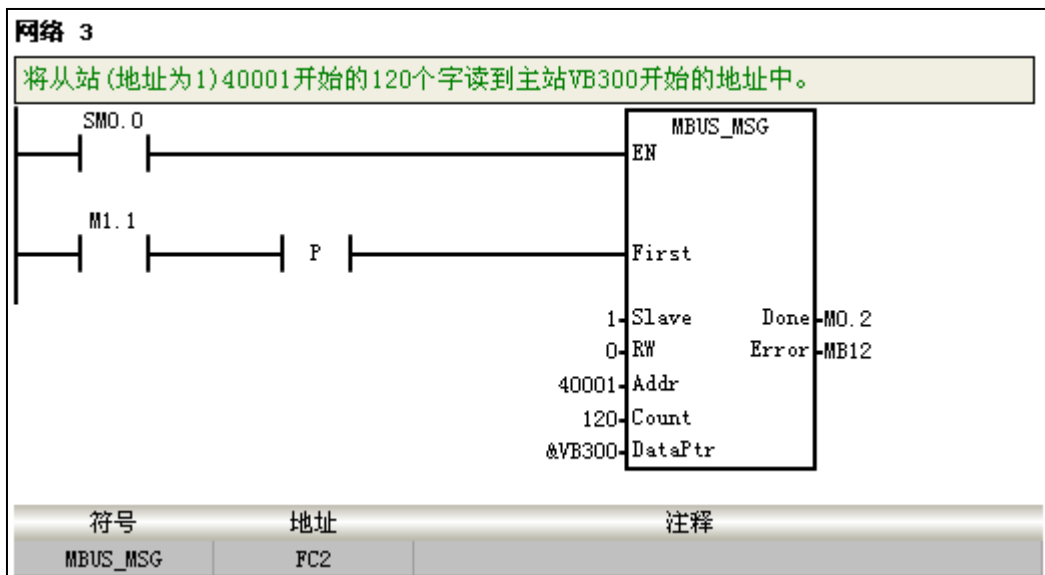 网络 3
将从站(地址为1)40001开始的120个字读到主站VB300开始的地址中。
SM0.0
MBUS_MSG
EN
M1.1
P
First
1 Slave Done M0.2
0 RW Error MB12
40001 Addr
120 Count
&VB300 DataPtr
符号 地址 注释
MBUS_MSG FC2